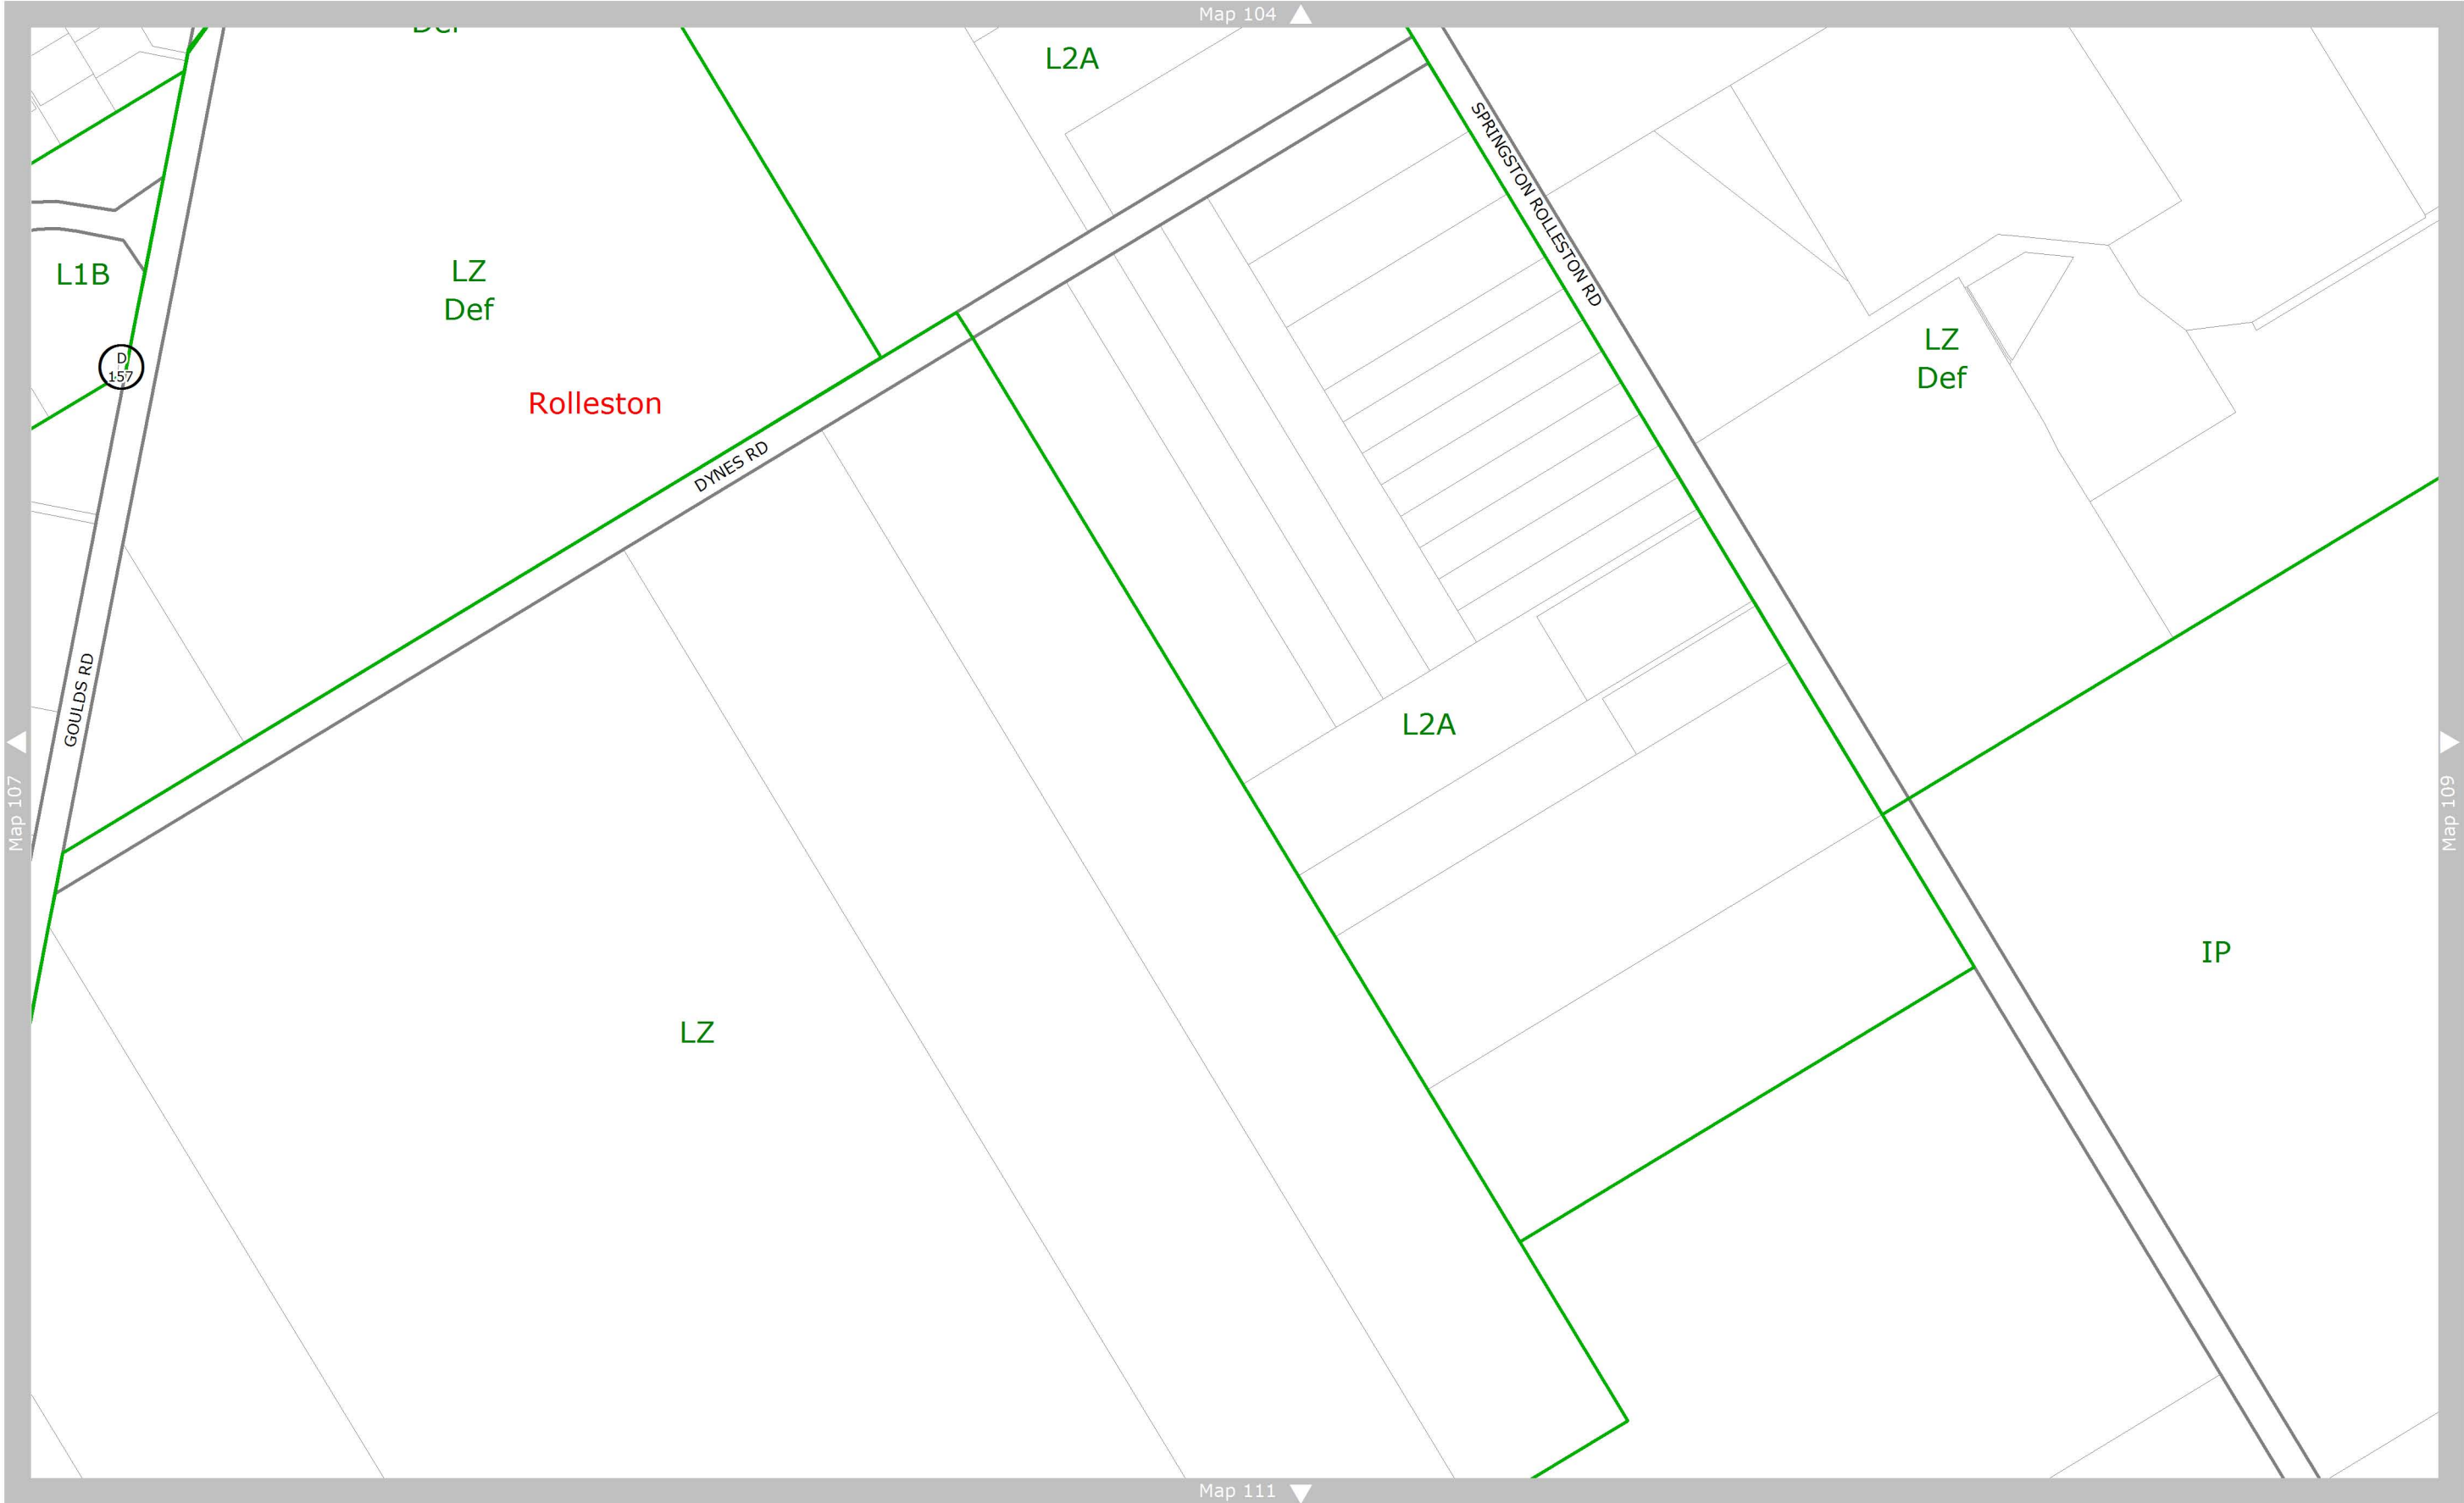 Map 104
L2A
SPRINGSTON ROLLESTON RD
L1B
LZ
Def
LZ
Def
D
157
Rolleston
DYNES RD
GOULDS RD
L2A
Map 107
Map 109
IP
LZ
Map 111